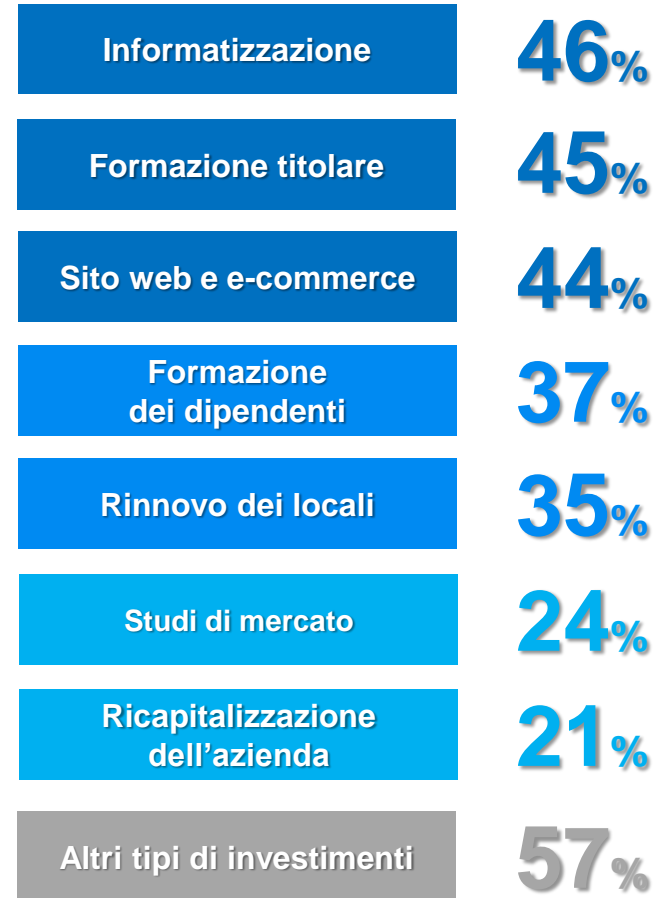 Informatizzazione 46%
Formazione titolare 45%
Sito web e e-commerce 44%
Formazione
dei dipendenti 37%
Rinnovo dei locali 35%
Studi di mercato 24%
Ricapitalizzazione
dell’azienda 21%
Altri tipi di investimenti 57%